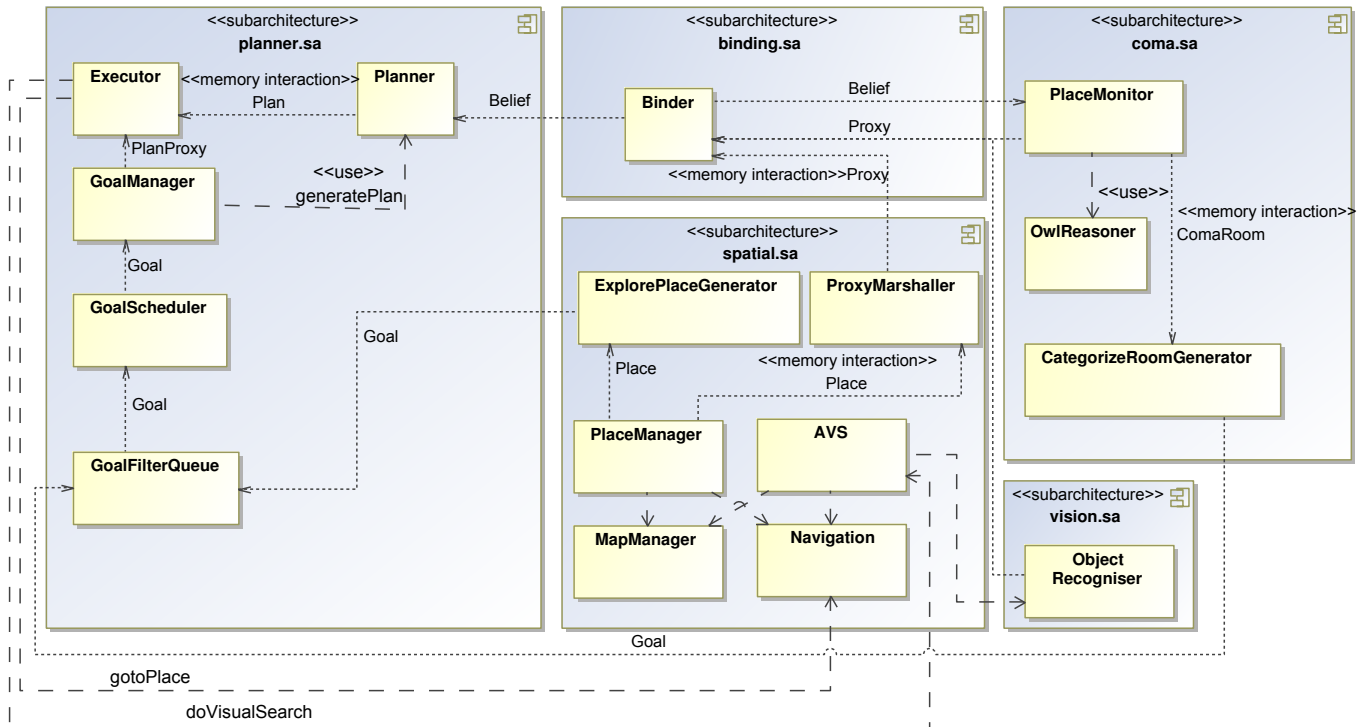 <<subarchitecture>>
planner.sa
Executor
<<memory interaction>>
Plan
Planner
PlanProxy
GoalManager
<<use>>
generatePlan
Goal
GoalScheduler
Goal
GoalFilterQueue
Belief
<<subarchitecture>>
binding.sa
Binder
Belief
Proxy
<<memory interaction>>Proxy
<<subarchitecture>>
spatial.sa
ExplorePlaceGenerator
ProxyMarshaller
Goal
Place
<<memory interaction>>
Place
PlaceManager
AVS
MapManager
Navigation
<<subarchitecture>>
coma.sa
PlaceMonitor
<<use>>
<<memory interaction>>
ComaRoom
OwlReasoner
CategorizeRoomGenerator
<<subarchitecture>>
vision.sa
Object
Recogniser
Goal
gotoPlace
doVisualSearch